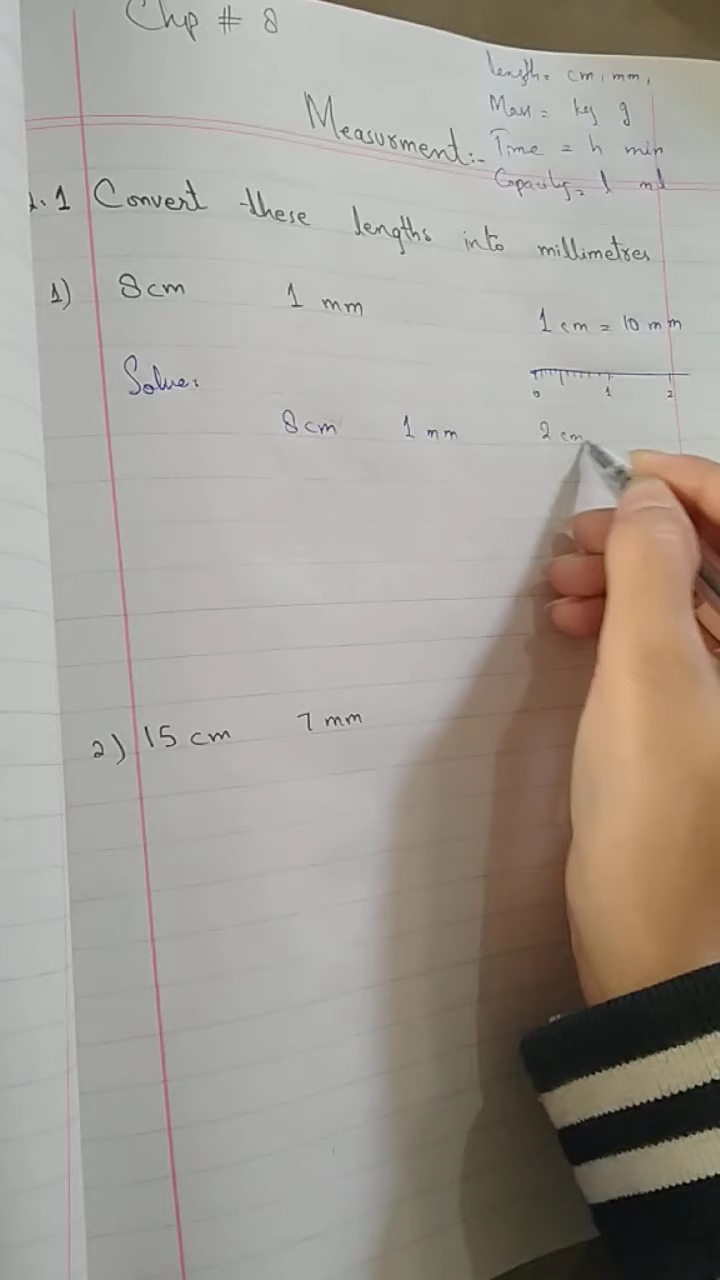 Chp # 8
length = cm, mm,
Mass = kg g
Measurment:-
Time = h min
Capacity = l ml
1.1 Convert these lengths into millimetres
1) 8cm 1 mm
1 cm = 10 mm
Solve:
0 1 2
8cm 1 mm 2 cm
2) 15 cm 7 mm